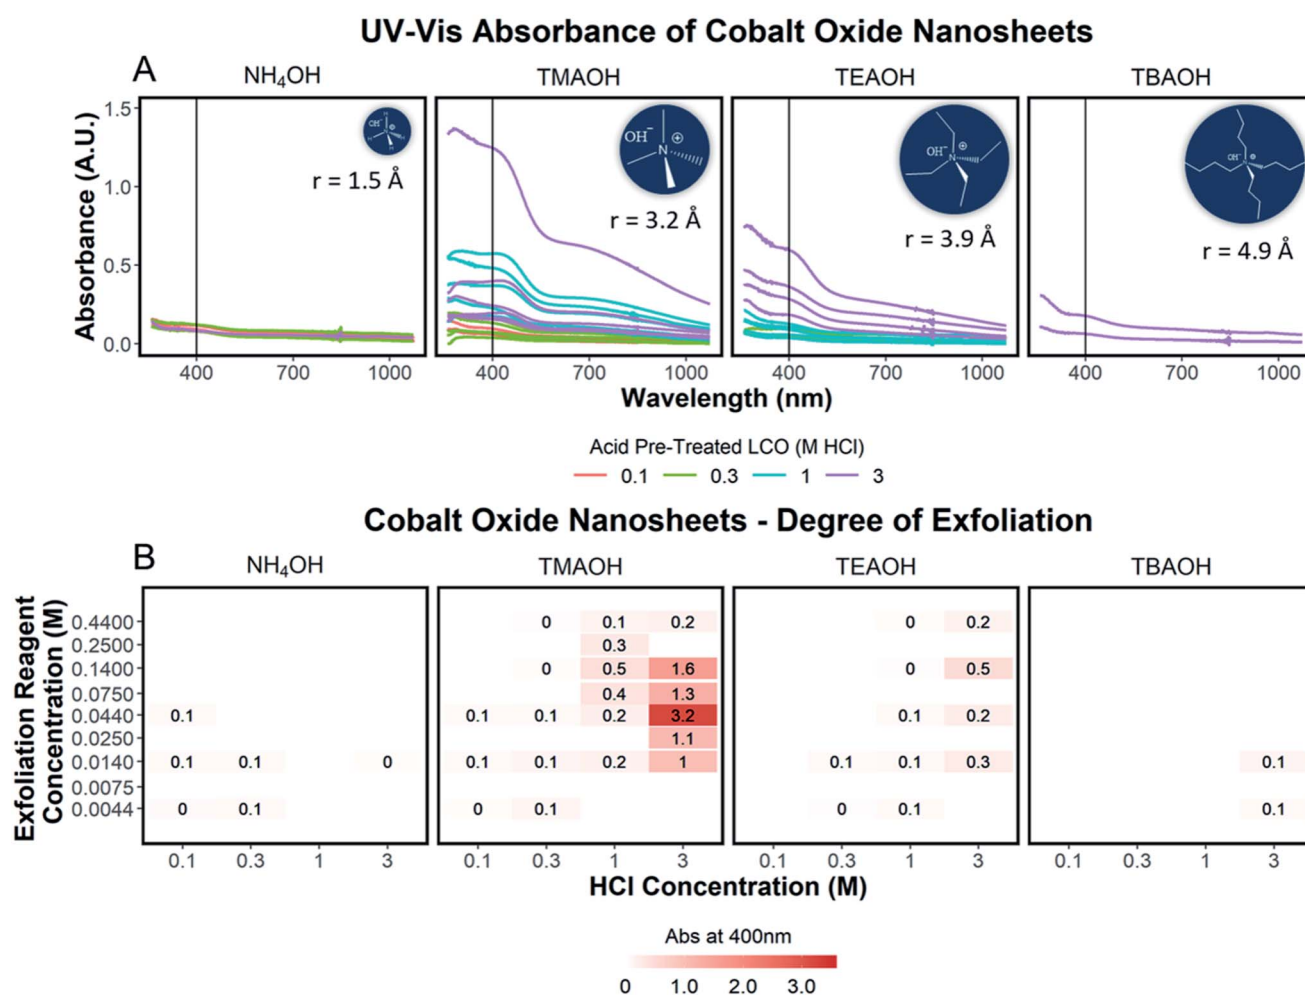 UV-Vis Absorbance of Cobalt Oxide Nanosheets
A
NH₄OH TMAOH TEAOH TBAOH
Absorbance (A.U.)
1.5
1.0
0.5
0.0
OH⁻ N ⊕ H H H H
r = 1.5 Å
OH⁻ N ⊕
r = 3.2 Å
OH⁻ N ⊕
r = 3.9 Å
OH⁻ N ⊕
r = 4.9 Å
400 700 1000 400 700 1000 400 700 1000 400 700 1000
Wavelength (nm)
Acid Pre-Treated LCO (M HCl)
0.1 0.3 1 3
Cobalt Oxide Nanosheets - Degree of Exfoliation
B
NH₄OH TMAOH TEAOH TBAOH
Exfoliation Reagent
Concentration (M)
0.4400 0 0.1 0.2 0 0.2
0.2500 0.3
0.1400 0 0.5 1.6 0 0.5
0.0750 0.4 1.3
0.0440 0.1 0.1 0.1 0.2 3.2 0.1 0.2
0.0250 1.1
0.0140 0.1 0.1 0 0.1 0.1 0.2 1 0.1 0.1 0.3 0.1
0.0075
0.0044 0 0.1 0 0.1 0 0.1 0.1
0.1 0.3 1 3 0.1 0.3 1 3 0.1 0.3 1 3 0.1 0.3 1 3
HCl Concentration (M)
Abs at 400nm
0 1.0 2.0 3.0